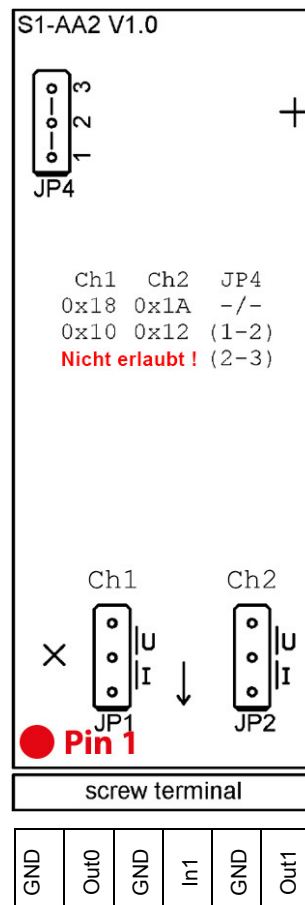 S1-AA2 V1.0
3
2
1
JP4
Ch1 Ch2 JP4
0x18 0x1A -/-
0x10 0x12 (1-2)
Nicht erlaubt ! (2-3)
Ch1 Ch2
U U
I I
JP1 JP2
Pin 1
screw terminal
GND Out0 GND In1 GND Out1